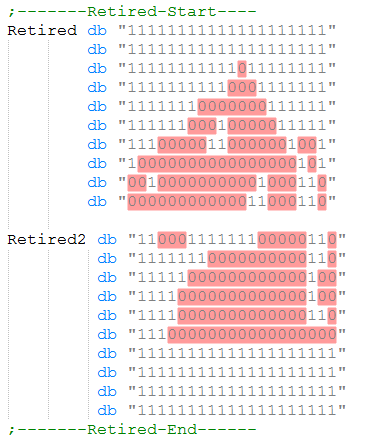 ;-------Retired-Start----
Retired db "11111111111111111111"
db "11111111111111111111"
db "11111111111011111111"
db "11111111110001111111"
db "11111110000000111111"
db "11111100010000011111"
db "11100000110000001001"
db "10000000000000000101"
db "00100000000001000110"
db "00000000000011000110"
Retired2 db "11000111111100000110"
db "11111110000000000110"
db "11111000000000000100"
db "11110000000000000100"
db "11110000000000000110"
db "11100000000000000000"
db "11111111111111111111"
db "11111111111111111111"
db "11111111111111111111"
db "11111111111111111111"
;-------Retired-End------